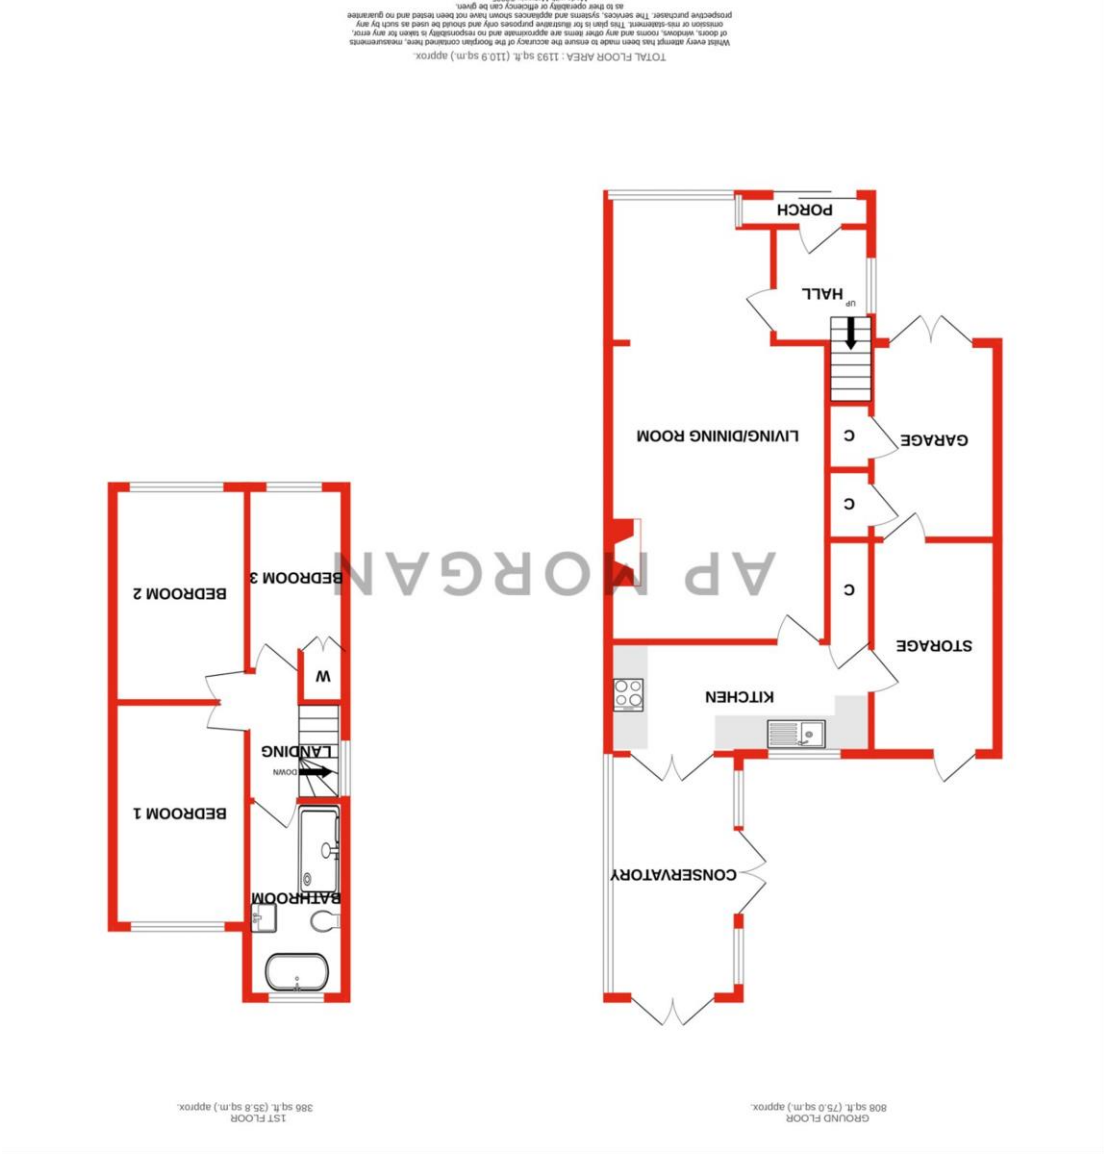 GROUND FLOOR
808 sq.ft. (75.0 sq.m.) approx.
1ST FLOOR
386 sq.ft. (35.8 sq.m.) approx.
CONSERVATORY
KITCHEN
STORAGE
C
C
C
GARAGE
LIVING/DINING ROOM
UP
HALL
PORCH
BATHROOM
BEDROOM 1
DOWN
LANDING
W
BEDROOM 2
BEDROOM 3
AP MORGAN
TOTAL FLOOR AREA : 1193 sq.ft. (110.9 sq.m.) approx.
Whilst every attempt has been made to ensure the accuracy of the floorplan contained here, measurements
of doors, windows, rooms and any other items are approximate and no responsibility is taken for any error,
omission or mis-statement. This plan is for illustrative purposes only and should be used as such by any
prospective purchaser. The services, systems and appliances shown have not been tested and no guarantee
as to their operability or efficiency can be given.